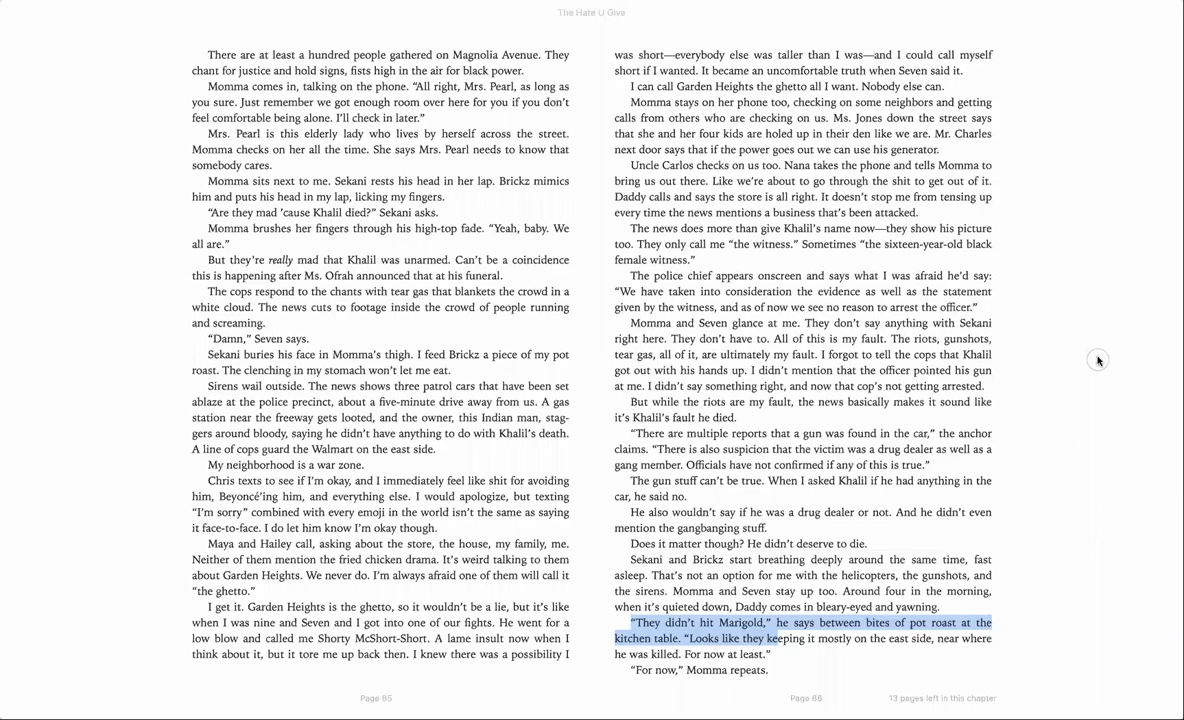 The Hate U Give
There are at least a hundred people gathered on Magnolia Avenue. They
chant for justice and hold signs, fists high in the air for black power.
Momma comes in, talking on the phone. “All right, Mrs. Pearl, as long as
you sure. Just remember we got enough room over here for you if you don’t
feel comfortable being alone. I’ll check in later.”
Mrs. Pearl is this elderly lady who lives by herself across the street.
Momma checks on her all the time. She says Mrs. Pearl needs to know that
somebody cares.
Momma sits next to me. Sekani rests his head in her lap. Brickz mimics
him and puts his head in my lap, licking my fingers.
“Are they mad ’cause Khalil died?” Sekani asks.
Momma brushes her fingers through his high-top fade. “Yeah, baby. We
all are.”
But they’re really mad that Khalil was unarmed. Can’t be a coincidence
this is happening after Ms. Ofrah announced that at his funeral.
The cops respond to the chants with tear gas that blankets the crowd in a
white cloud. The news cuts to footage inside the crowd of people running
and screaming.
“Damn,” Seven says.
Sekani buries his face in Momma’s thigh. I feed Brickz a piece of my pot
roast. The clenching in my stomach won’t let me eat.
Sirens wail outside. The news shows three patrol cars that have been set
ablaze at the police precinct, about a five-minute drive away from us. A gas
station near the freeway gets looted, and the owner, this Indian man, stag-
gers around bloody, saying he didn’t have anything to do with Khalil’s death.
A line of cops guard the Walmart on the east side.
My neighborhood is a war zone.
Chris texts to see if I’m okay, and I immediately feel like shit for avoiding
him, Beyoncé’ing him, and everything else. I would apologize, but texting
“I’m sorry” combined with every emoji in the world isn’t the same as saying
it face-to-face. I do let him know I’m okay though.
Maya and Hailey call, asking about the store, the house, my family, me.
Neither of them mention the fried chicken drama. It’s weird talking to them
about Garden Heights. We never do. I’m always afraid one of them will call it
“the ghetto.”
I get it. Garden Heights is the ghetto, so it wouldn’t be a lie, but it’s like
when I was nine and Seven and I got into one of our fights. He went for a
low blow and called me Shorty McShort-Short. A lame insult now when I
think about it, but it tore me up back then. I knew there was a possibility I
Page 85
was short—everybody else was taller than I was—and I could call myself
short if I wanted. It became an uncomfortable truth when Seven said it.
I can call Garden Heights the ghetto all I want. Nobody else can.
Momma stays on her phone too, checking on some neighbors and getting
calls from others who are checking on us. Ms. Jones down the street says
that she and her four kids are holed up in their den like we are. Mr. Charles
next door says that if the power goes out we can use his generator.
Uncle Carlos checks on us too. Nana takes the phone and tells Momma to
bring us out there. Like we’re about to go through the shit to get out of it.
Daddy calls and says the store is all right. It doesn’t stop me from tensing up
every time the news mentions a business that’s been attacked.
The news does more than give Khalil’s name now—they show his picture
too. They only call me “the witness.” Sometimes “the sixteen-year-old black
female witness.”
The police chief appears onscreen and says what I was afraid he’d say:
“We have taken into consideration the evidence as well as the statement
given by the witness, and as of now we see no reason to arrest the officer.”
Momma and Seven glance at me. They don’t say anything with Sekani
right here. They don’t have to. All of this is my fault. The riots, gunshots,
tear gas, all of it, are ultimately my fault. I forgot to tell the cops that Khalil
got out with his hands up. I didn’t mention that the officer pointed his gun
at me. I didn’t say something right, and now that cop’s not getting arrested.
But while the riots are my fault, the news basically makes it sound like
it’s Khalil’s fault he died.
“There are multiple reports that a gun was found in the car,” the anchor
claims. “There is also suspicion that the victim was a drug dealer as well as a
gang member. Officials have not confirmed if any of this is true.”
The gun stuff can’t be true. When I asked Khalil if he had anything in the
car, he said no.
He also wouldn’t say if he was a drug dealer or not. And he didn’t even
mention the gangbanging stuff.
Does it matter though? He didn’t deserve to die.
Sekani and Brickz start breathing deeply around the same time, fast
asleep. That’s not an option for me with the helicopters, the gunshots, and
the sirens. Momma and Seven stay up too. Around four in the morning,
when it’s quieted down, Daddy comes in bleary-eyed and yawning.
“They didn’t hit Marigold,” he says between bites of pot roast at the
kitchen table. “Looks like they keeping it mostly on the east side, near where
he was killed. For now at least.”
“For now,” Momma repeats.
Page 86
13 pages left in this chapter